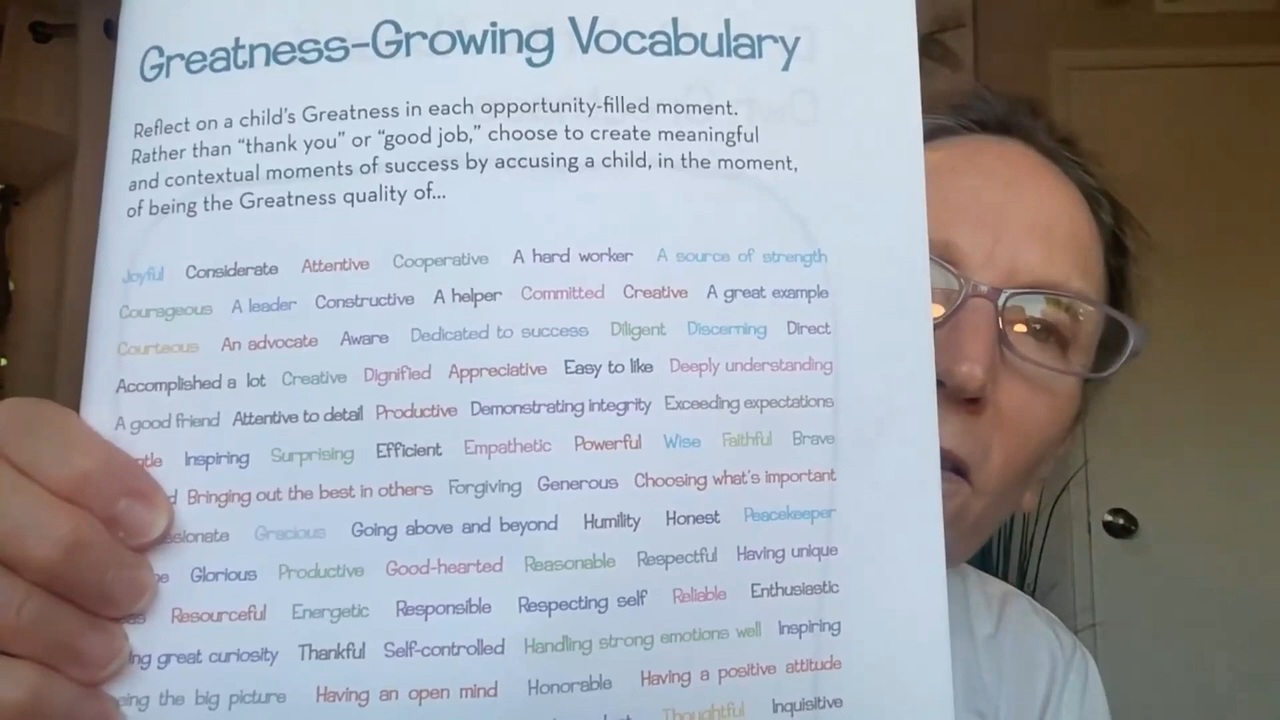 Greatness-Growing Vocabulary
Reflect on a child's Greatness in each opportunity-filled moment.
Rather than "thank you" or "good job," choose to create meaningful
and contextual moments of success by accusing a child, in the moment,
of being the Greatness quality of...
Joyful Considerate Attentive Cooperative A hard worker A source of strength
Courageous A leader Constructive A helper Committed Creative A great example
Courteous An advocate Aware Dedicated to success Diligent Discerning Direct
Accomplished a lot Creative Dignified Appreciative Easy to like Deeply understanding
A good friend Attentive to detail Productive Demonstrating integrity Exceeding expectations
Inspiring Surprising Efficient Empathetic Powerful Wise Faithful Brave
Bringing out the best in others Forgiving Generous Choosing what's important
Gracious Going above and beyond Humility Honest Peacekeeper
Glorious Productive Good-hearted Reasonable Respectful Having unique
Resourceful Energetic Responsible Respecting self Reliable Enthusiastic
great curiosity Thankful Self-controlled Handling strong emotions well Inspiring
the big picture Having an open mind Honorable Having a positive attitude
Thoughtful Inquisitive